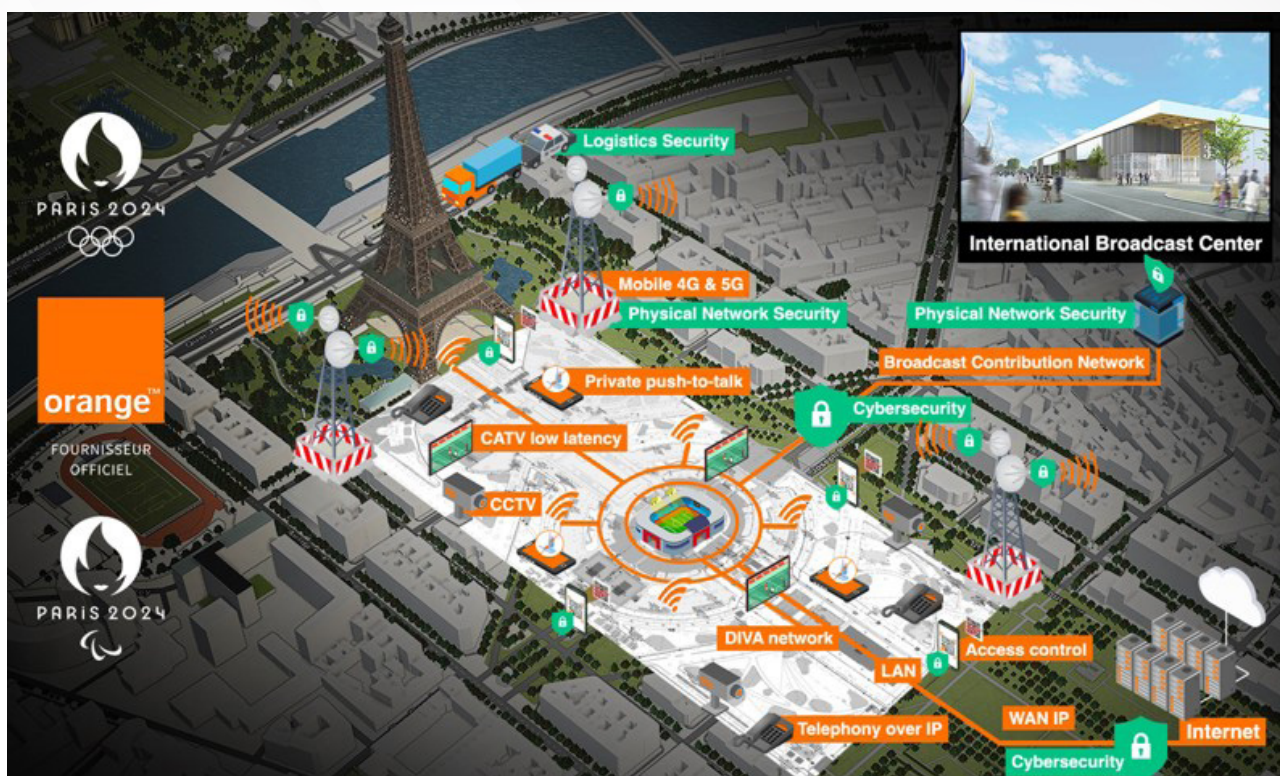 PARIS 2024
orange™
FOURNISSEUR
OFFICIEL
PARIS 2024
Logistics Security
International Broadcast Center
Mobile 4G & 5G
Physical Network Security
Physical Network Security
Broadcast Contribution Network
Private push-to-talk
Cybersecurity
CATV low latency
CCTV
DIVA network
Access control
LAN
WAN IP
Telephony over IP
Internet
Cybersecurity